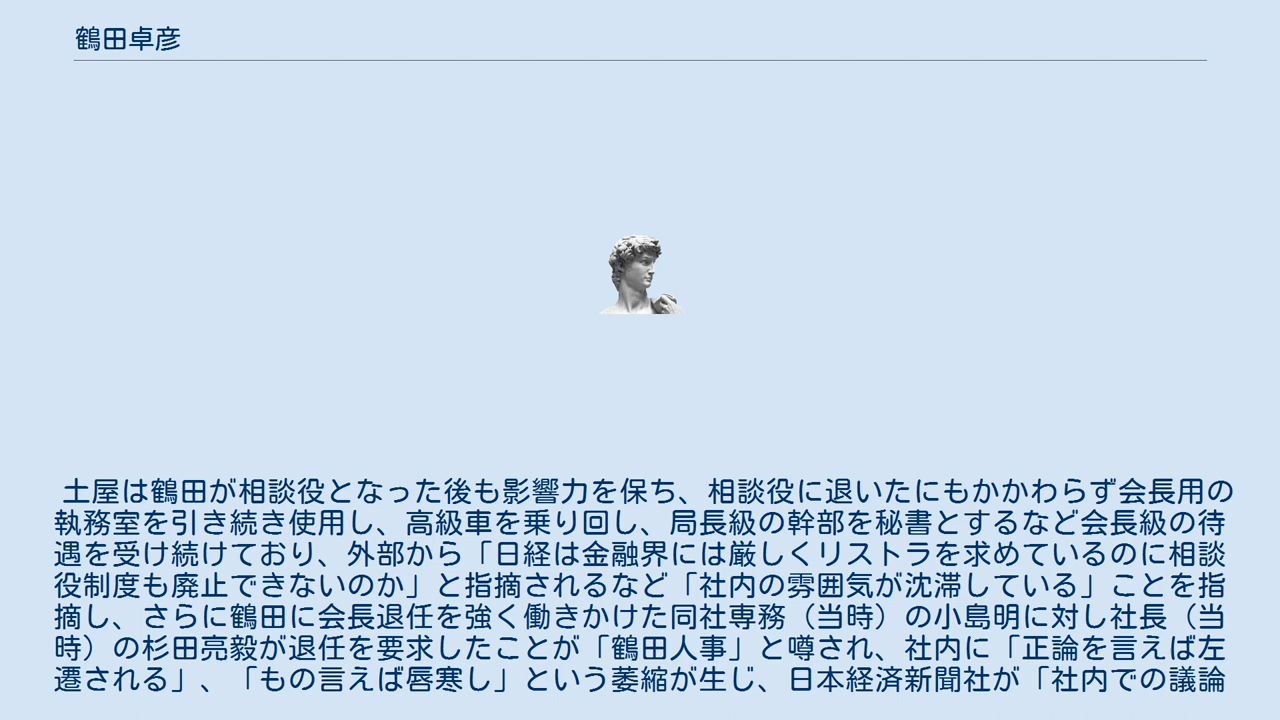 鶴田卓彦
土屋は鶴田が相談役となった後も影響力を保ち、相談役に退いたにもかかわらず会長用の
執務室を引き続き使用し、高級車を乗り回し、局長級の幹部を秘書とするなど会長級の待
遇を受け続けており、外部から「日経は金融界には厳しくリストラを求めているのに相談
役制度も廃止できないのか」と指摘されるなど「社内の雰囲気が沈滞している」ことを指
摘し、さらに鶴田に会長退任を強く働きかけた同社専務（当時）の小島明に対し社長（当
時）の杉田亮毅が退任を要求したことが「鶴田人事」と噂され、社内に「正論を言えば左
遷される」、「もの言えば唇寒し」という萎縮が生じ、日本経済新聞社が「社内での議論